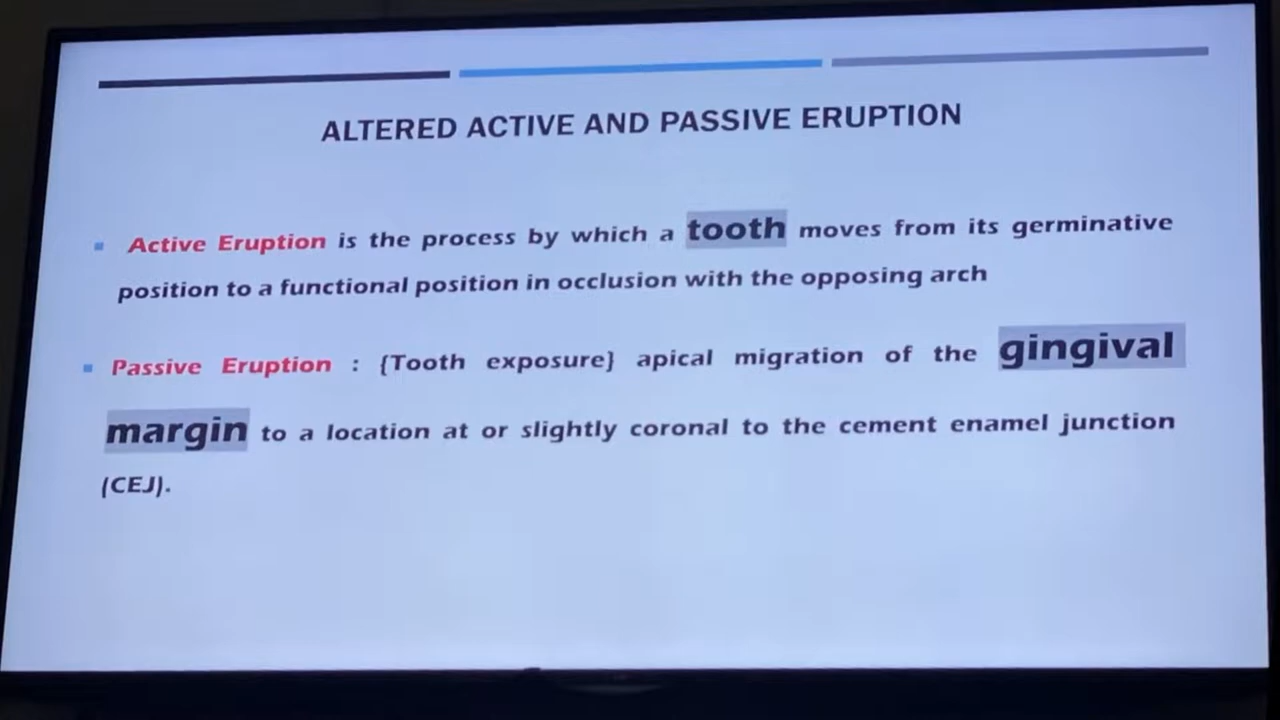 ALTERED ACTIVE AND PASSIVE ERUPTION
Active Eruption is the process by which a tooth moves from its germinative
position to a functional position in occlusion with the opposing arch
Passive Eruption : {Tooth exposure} apical migration of the gingival
margin to a location at or slightly coronal to the cement enamel junction
(CEJ).